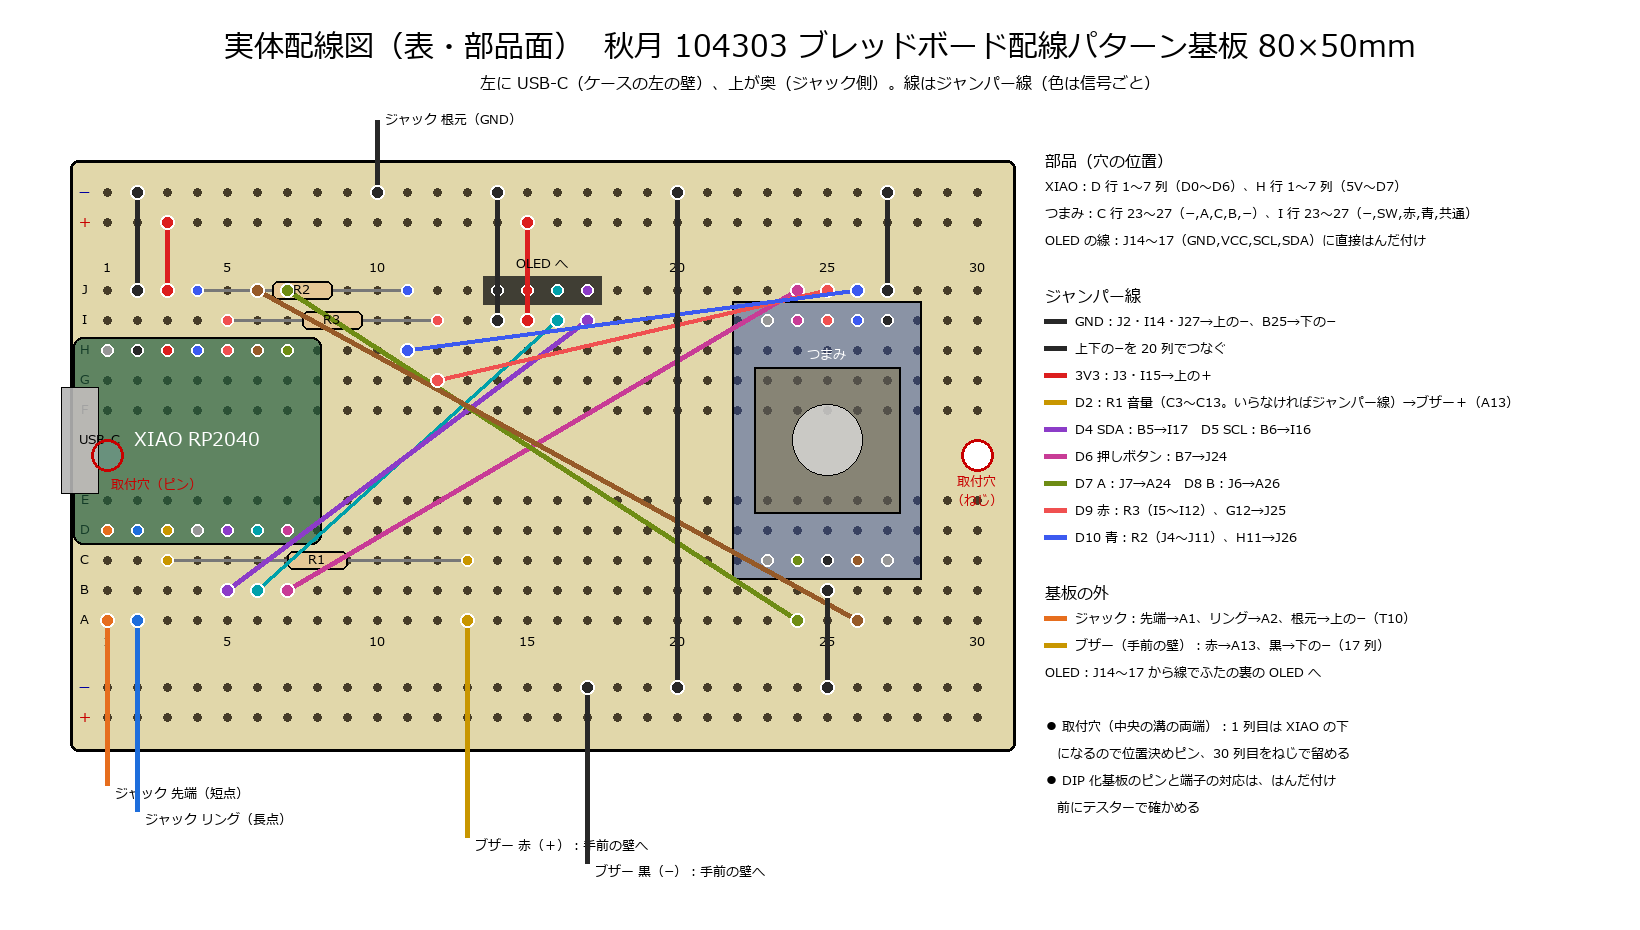 実体配線図（表・部品面）　秋月 104303 ブレッドボード配線パターン基板 80×50mm
左に USB-C（ケースの左の壁）、上が奥（ジャック側）。線はジャンパー線（色は信号ごと）
ジャック 根元（GND）
−
+
OLED へ
1 5 10 20 25 30
J R2
I R3
H
つまみ
G
F
USB-C XIAO RP2040
取付穴（ピン）
取付穴
（ねじ）
E
D
C R1
B
A
5 10 15 20 25 30
−
+
ジャック 先端（短点）
ジャック リング（長点）
ブザー 赤（+）：手前の壁へ
ブザー 黒（−）：手前の壁へ
部品（穴の位置）
XIAO：D 行 1〜7 列（D0〜D6）、H 行 1〜7 列（5V〜D7）
つまみ：C 行 23〜27（−,A,C,B,−）、I 行 23〜27（−,SW,赤,青,共通）
OLED の線：J14〜17（GND,VCC,SCL,SDA）に直接はんだ付け
ジャンパー線
GND：J2・I14・J27→上の−、B25→下の−
上下の−を 20 列でつなぐ
3V3：J3・I15→上の+
D2：R1 音量（C3〜C13。いらなければジャンパー線）→ブザー+（A13）
D4 SDA：B5→I17　D5 SCL：B6→I16
D6 押しボタン：B7→J24
D7 A：J7→A24　D8 B：J6→A26
D9 赤：R3（I5〜I12）、G12→J25
D10 青：R2（J4〜J11）、H11→J26
基板の外
ジャック：先端→A1、リング→A2、根元→上の−（T10）
ブザー（手前の壁）：赤→A13、黒→下の−（17 列）
OLED：J14〜17 から線でふたの裏の OLED へ
● 取付穴（中央の溝の両端）：1 列目は XIAO の下
になるので位置決めピン、30 列目をねじで留める
● DIP 化基板のピンと端子の対応は、はんだ付け
前にテスターで確かめる